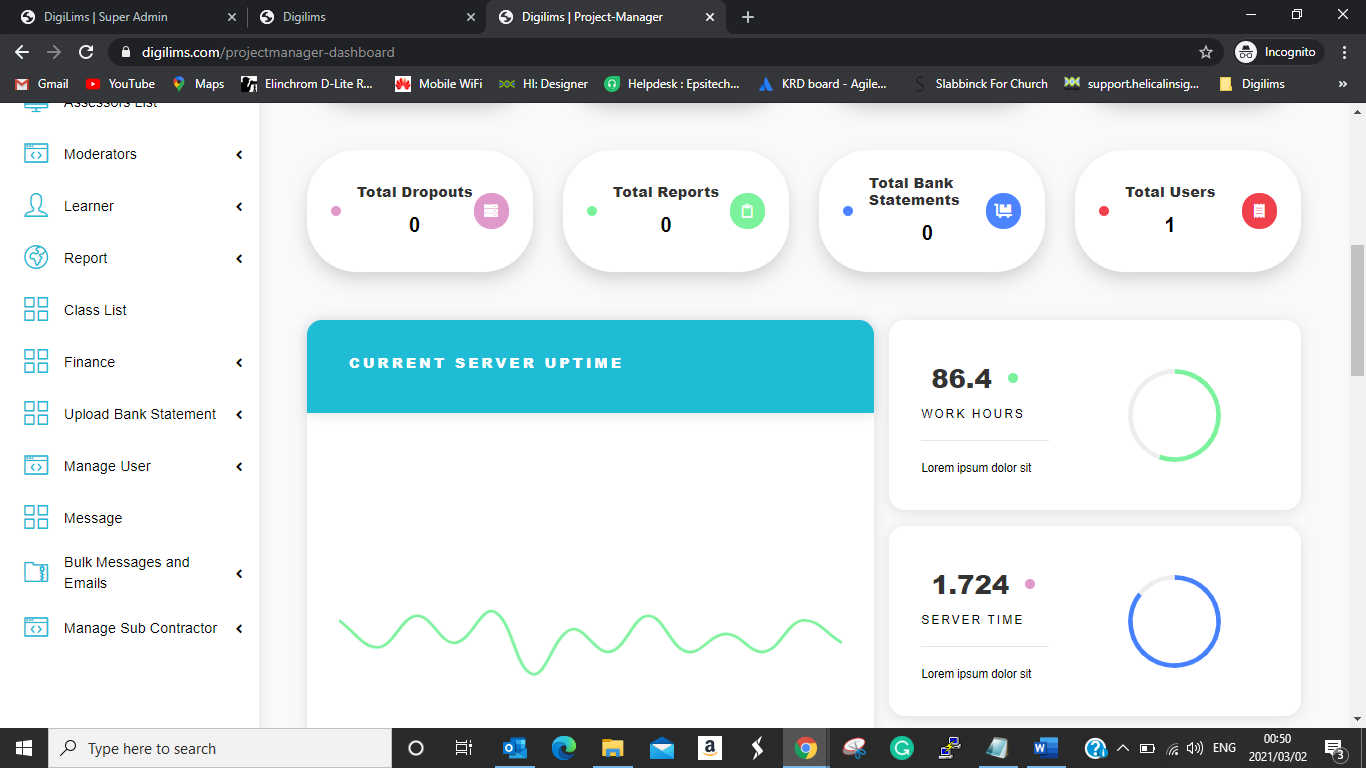 DigiLims | Super Admin
Digilims
Digilims | Project-Manager
digilims.com/projectmanager-dashboard
Incognito
Gmail
YouTube
Maps
Elinchrom D-Lite R...
Mobile WiFi
HI: Designer
Helpdesk : Epsitech...
KRD board - Agile...
Slabbinck For Church
support.helicalinsig...
Digilims
»
Assessors List
Moderators
Learner
Report
Class List
Finance
Upload Bank Statement
Manage User
Message
Bulk Messages and
Emails
Manage Sub Contractor
Total Dropouts
0
Total Reports
0
Total Bank
Statements
0
Total Users
1
CURRENT SERVER UPTIME
86.4
WORK HOURS
Lorem ipsum dolor sit
1.724
SERVER TIME
Lorem ipsum dolor sit
Type here to search
ENG
00:50
2021/03/02
3